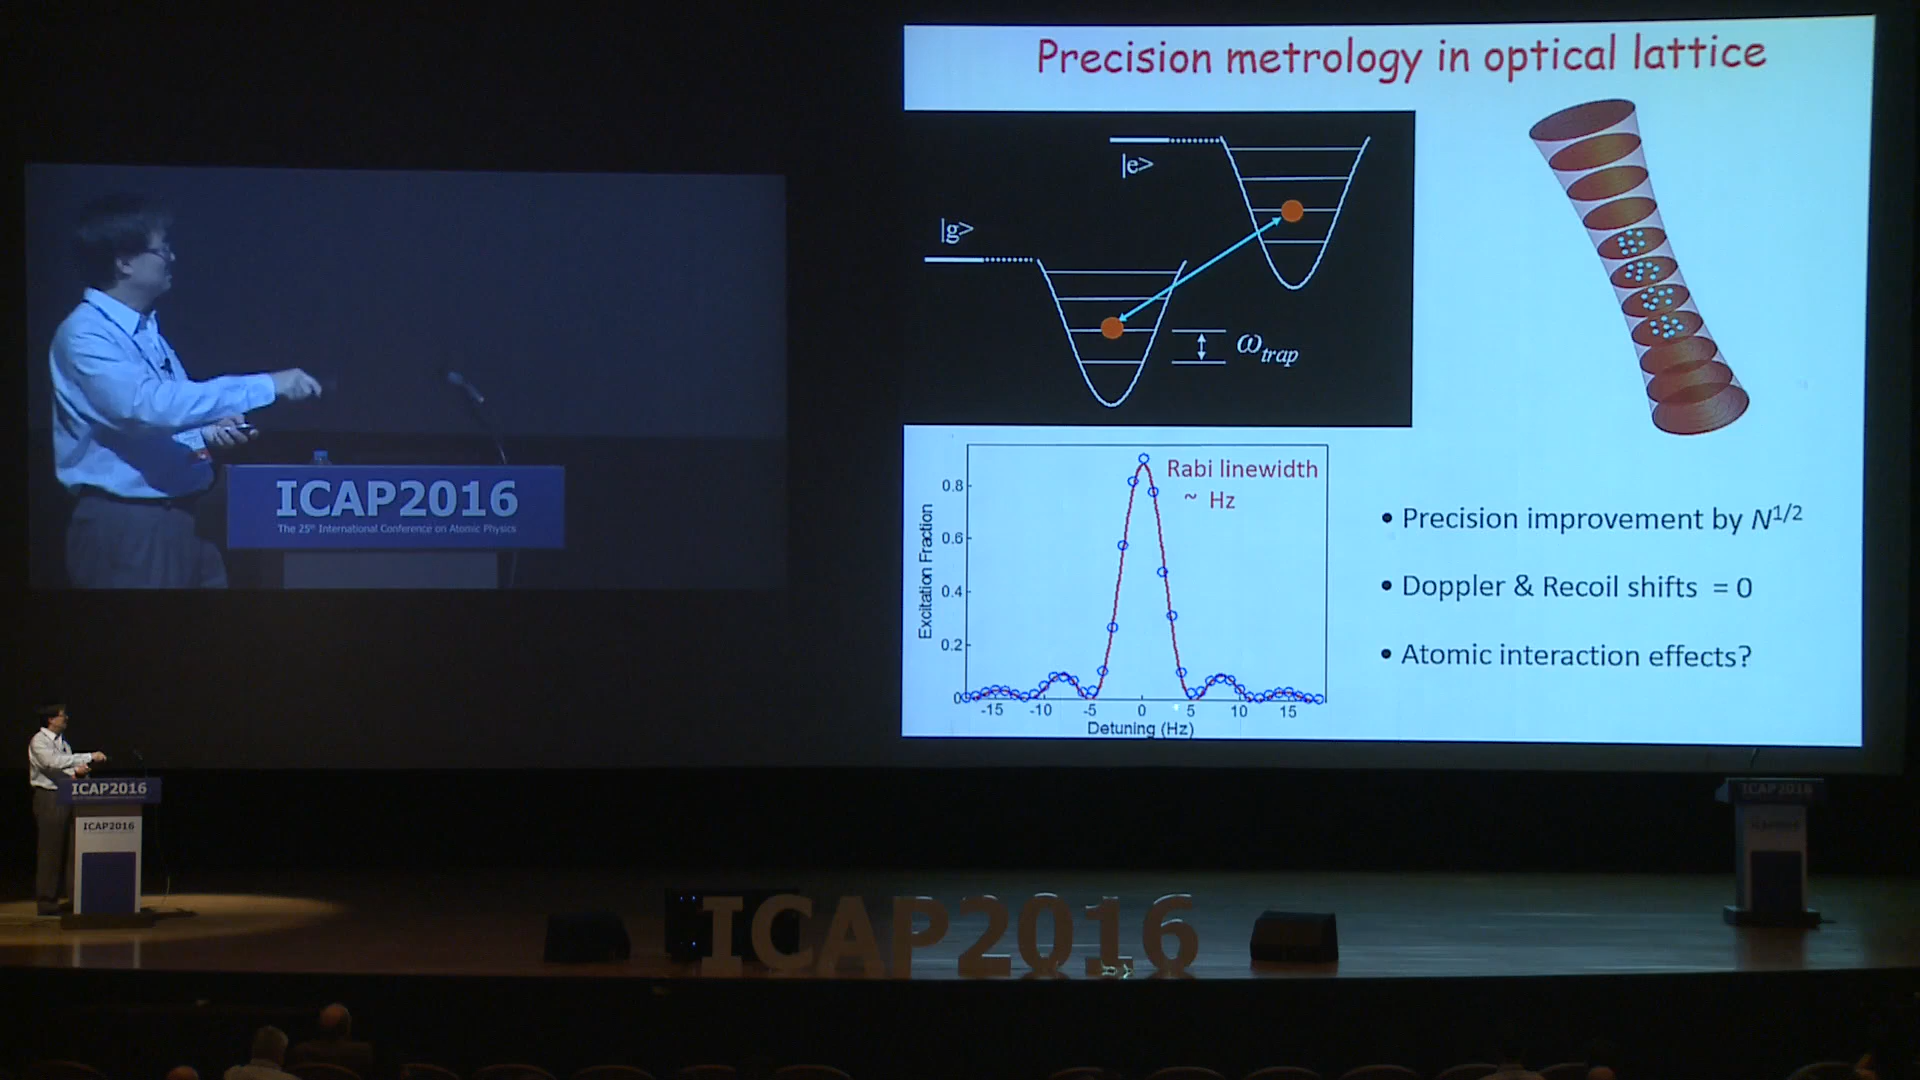 Precision metrology in optical lattice
|e>
|g>
ωtrap
Rabi linewidth
~ Hz
Excitation Fraction
0.8
0.6
0.4
0.2
0
-15 -10 -5 0 5 10 15
Detuning (Hz)
• Precision improvement by N1/2
• Doppler & Recoil shifts = 0
• Atomic interaction effects?
ICAP2016
The 25th International Conference on Atomic Physics
ICAP2016
ICAP2016
ICAP2016
ICAP2016